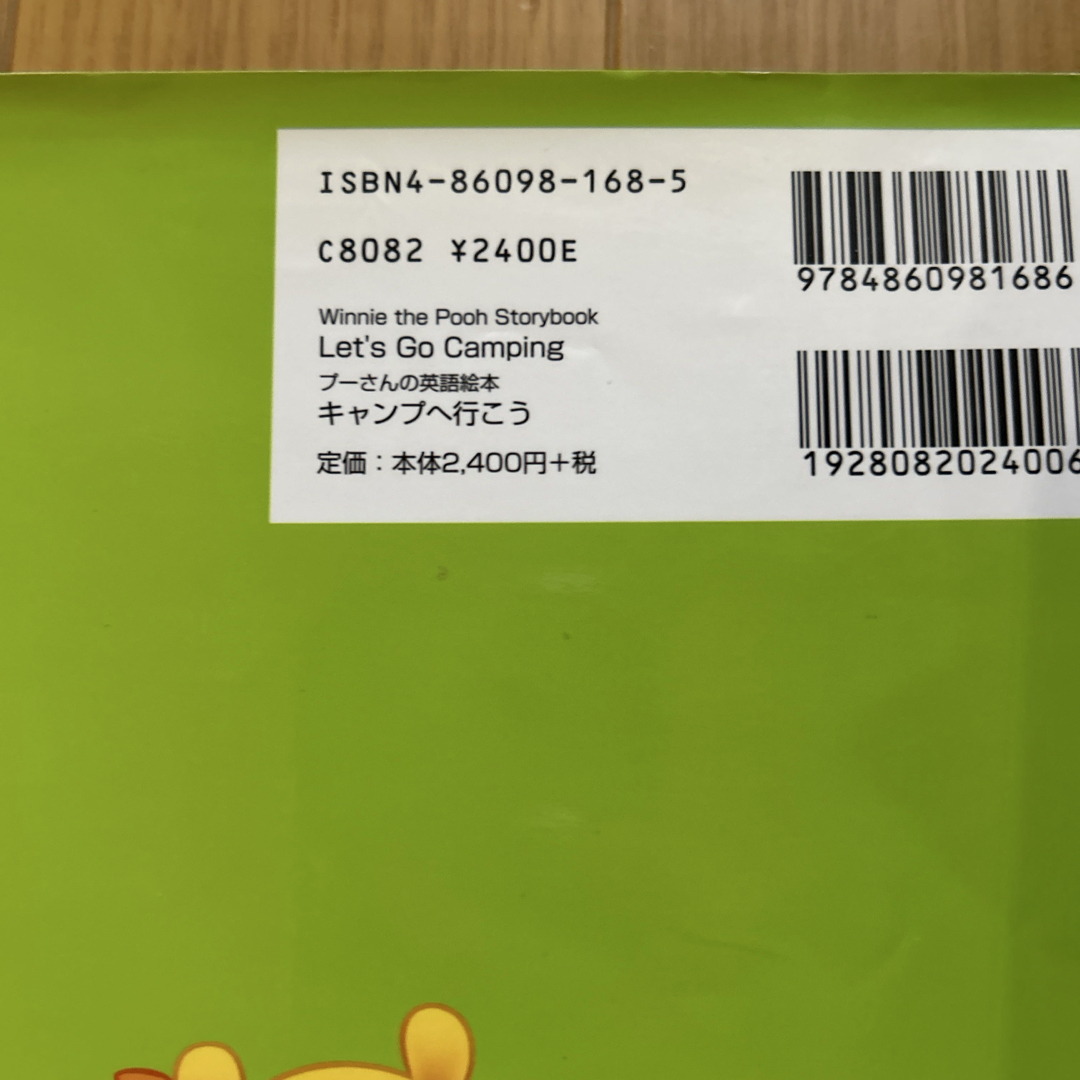 ISBN4-86098-168-5
C8082 ¥2400E
Winnie the Pooh Storybook
Let's Go Camping
プーさんの英語絵本
キャンプへ行こう
定価：本体2,400円+税
9784860981686
1928082024006